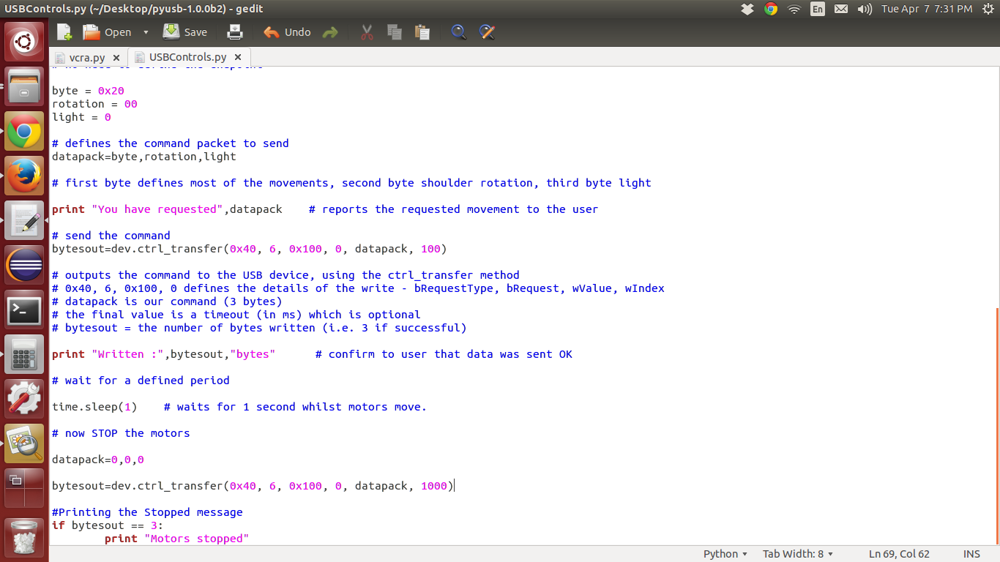 USBControls.py (~/Desktop/pyusb-1.0.0b2) - gedit
En
Tue Apr 7 7:31 PM
Open
Save
Undo
vcra.py
USBControls.py
byte = 0x20
rotation = 00
light = 0
# defines the command packet to send
datapack=byte,rotation,light
# first byte defines most of the movements, second byte shoulder rotation, third byte light
print "You have requested",datapack    # reports the requested movement to the user
# send the command
bytesout=dev.ctrl_transfer(0x40, 6, 0x100, 0, datapack, 100)
# outputs the command to the USB device, using the ctrl_transfer method
# 0x40, 6, 0x100, 0 defines the details of the write - bRequestType, bRequest, wValue, wIndex
# datapack is our command (3 bytes)
# the final value is a timeout (in ms) which is optional
# bytesout = the number of bytes written (i.e. 3 if successful)
print "Written :",bytesout,"bytes"      # confirm to user that data was sent OK
# wait for a defined period
time.sleep(1)    # waits for 1 second whilst motors move.
# now STOP the motors
datapack=0,0,0
bytesout=dev.ctrl_transfer(0x40, 6, 0x100, 0, datapack, 1000)
#Printing the Stopped message
if bytesout == 3:
        print "Motors stopped"
Python
Tab Width: 8
Ln 69, Col 62
INS